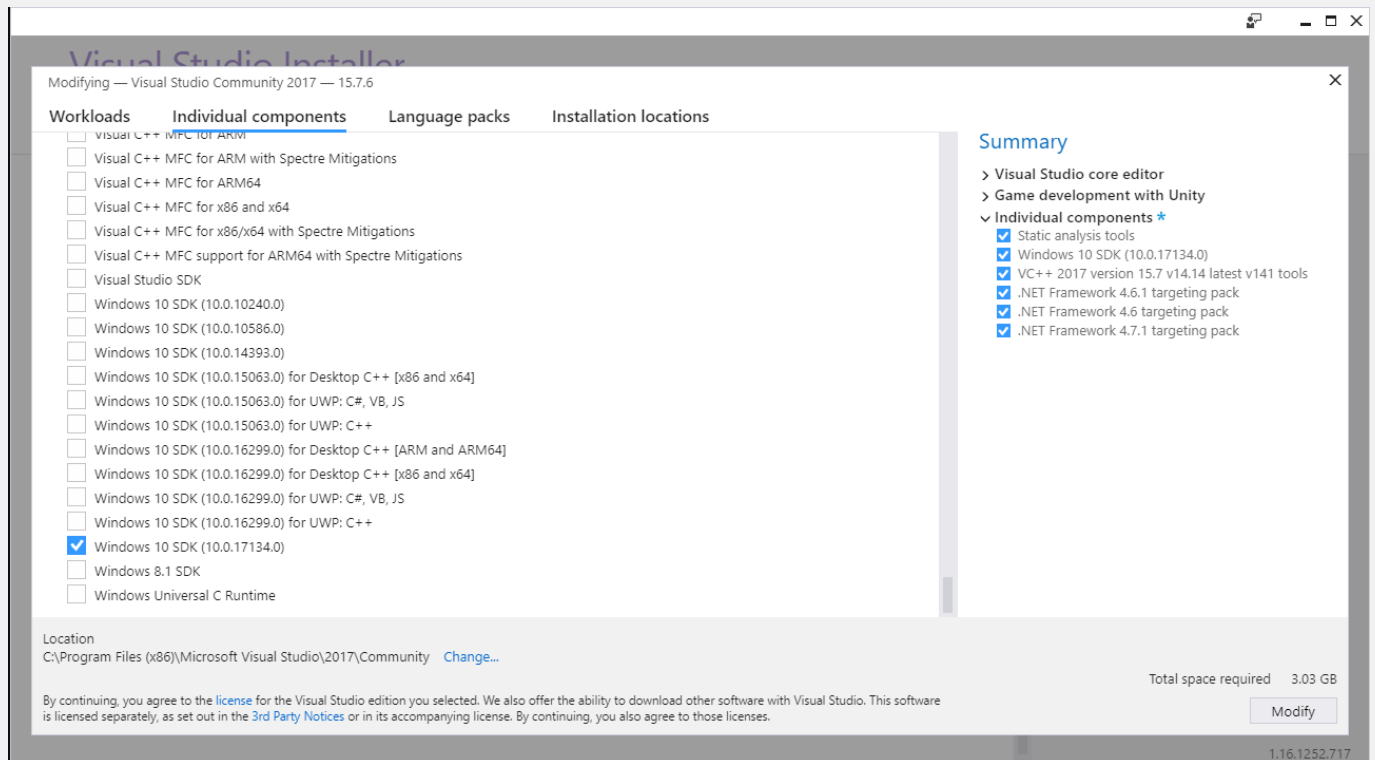 Visual Studio Installer
Modifying — Visual Studio Community 2017 — 15.7.6
Workloads Individual components Language packs Installation locations
Visual C++ MFC for ARM
Visual C++ MFC for ARM with Spectre Mitigations
Visual C++ MFC for ARM64
Visual C++ MFC for x86 and x64
Visual C++ MFC for x86/x64 with Spectre Mitigations
Visual C++ MFC support for ARM64 with Spectre Mitigations
Visual Studio SDK
Windows 10 SDK (10.0.10240.0)
Windows 10 SDK (10.0.10586.0)
Windows 10 SDK (10.0.14393.0)
Windows 10 SDK (10.0.15063.0) for Desktop C++ [x86 and x64]
Windows 10 SDK (10.0.15063.0) for UWP: C#, VB, JS
Windows 10 SDK (10.0.15063.0) for UWP: C++
Windows 10 SDK (10.0.16299.0) for Desktop C++ [ARM and ARM64]
Windows 10 SDK (10.0.16299.0) for Desktop C++ [x86 and x64]
Windows 10 SDK (10.0.16299.0) for UWP: C#, VB, JS
Windows 10 SDK (10.0.16299.0) for UWP: C++
Windows 10 SDK (10.0.17134.0)
Windows 8.1 SDK
Windows Universal C Runtime
Summary
Visual Studio core editor
Game development with Unity
Individual components *
Static analysis tools
Windows 10 SDK (10.0.17134.0)
VC++ 2017 version 15.7 v14.14 latest v141 tools
.NET Framework 4.6.1 targeting pack
.NET Framework 4.6 targeting pack
.NET Framework 4.7.1 targeting pack
Location
C:\Program Files (x86)\Microsoft Visual Studio\2017\Community Change...
Total space required 3.03 GB
By continuing, you agree to the license for the Visual Studio edition you selected. We also offer the ability to download other software with Visual Studio. This software
is licensed separately, as set out in the 3rd Party Notices or in its accompanying license. By continuing, you also agree to those licenses.
Modify
1.16.1252.717